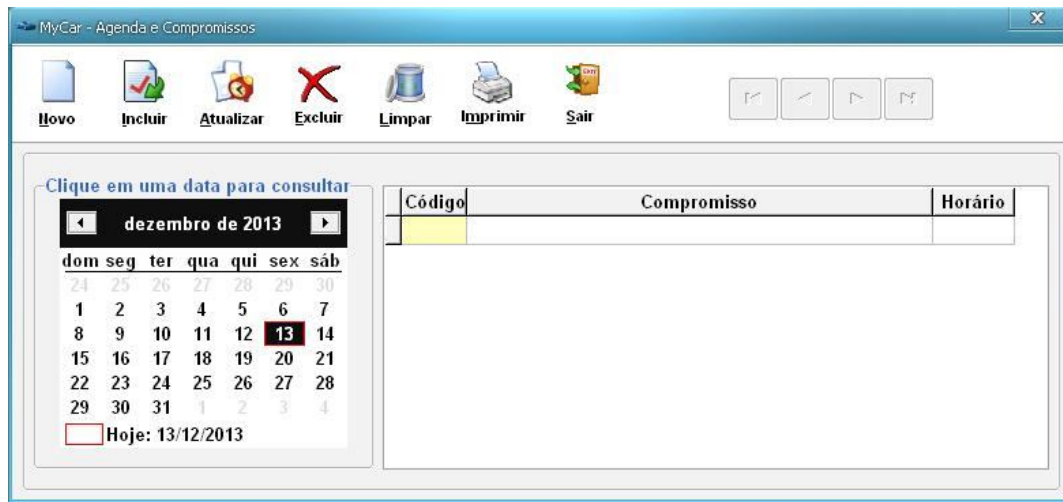 MyCar - Agenda e Compromissos
X
Novo Incluir Atualizar Excluir Limpar Imprimir Sair
Clique em uma data para consultar
dezembro de 2013
dom seg ter qua qui sex sáb
24 25 26 27 28 29 30
1 2 3 4 5 6 7
8 9 10 11 12 13 14
15 16 17 18 19 20 21
22 23 24 25 26 27 28
29 30 31 1 2 3 4
Hoje: 13/12/2013
Código Compromisso Horário